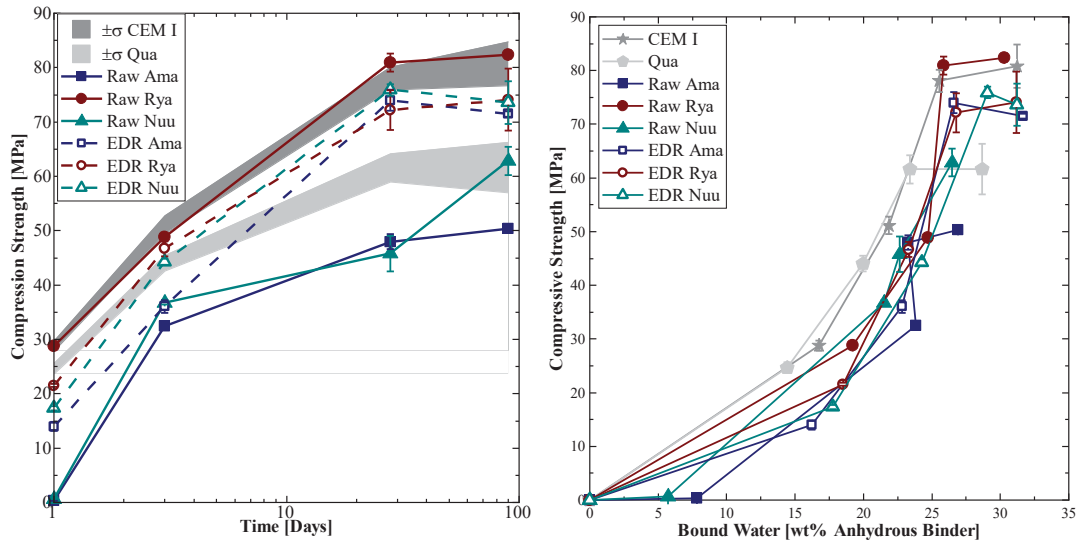 ±σ CEM I
±σ Qua
Raw Ama
Raw Rya
Raw Nuu
EDR Ama
EDR Rya
EDR Nuu
Compression Strength [MPa]
90
80
70
60
50
40
30
20
10
0
1
10
100
Time [Days]
CEM I
Qua
Raw Ama
Raw Rya
Raw Nuu
EDR Ama
EDR Rya
EDR Nuu
Compressive Strength [MPa]
90
80
70
60
50
40
30
20
10
0
0
5
10
15
20
25
30
35
Bound Water [wt% Anhydrous Binder]